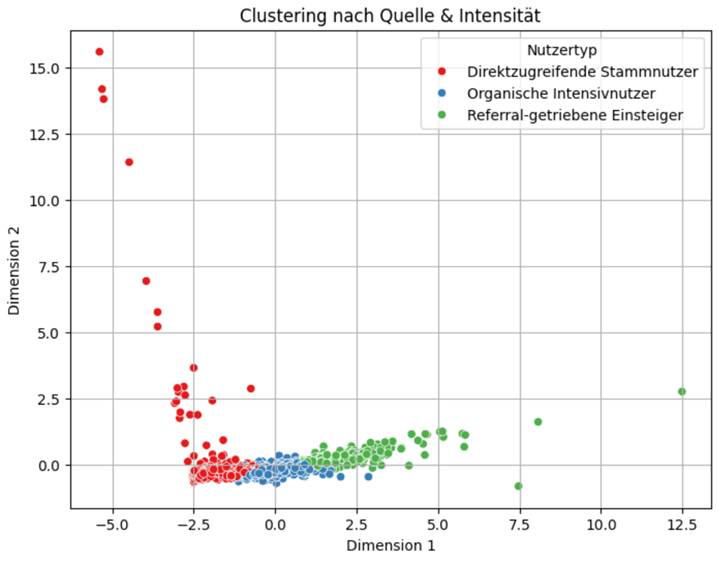 Clustering nach Quelle & Intensität
Nutzertyp
Direktzugreifende Stammnutzer
Organische Intensivnutzer
Referral-getriebene Einsteiger
Dimension 2
15.0
12.5
10.0
7.5
5.0
2.5
0.0
−5.0 −2.5 0.0 2.5 5.0 7.5 10.0 12.5
Dimension 1